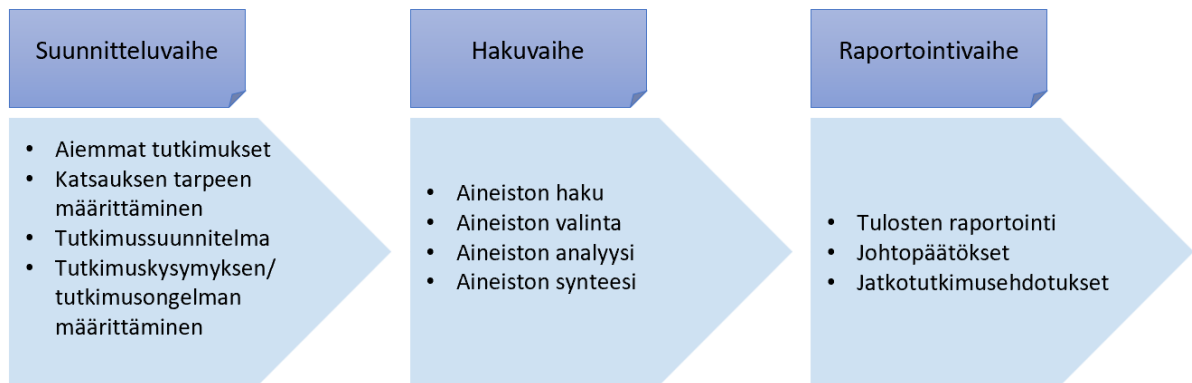 Suunnitteluvaihe
• Aiemmat tutkimukset
• Katsauksen tarpeen
määrittäminen
• Tutkimussuunnitelma
• Tutkimuskysymyksen/
tutkimusongelman
määrittäminen
Hakuvaihe
• Aineiston haku
• Aineiston valinta
• Aineiston analyysi
• Aineiston synteesi
Raportointivaihe
• Tulosten raportointi
• Johtopäätökset
• Jatkotutkimusehdotukset